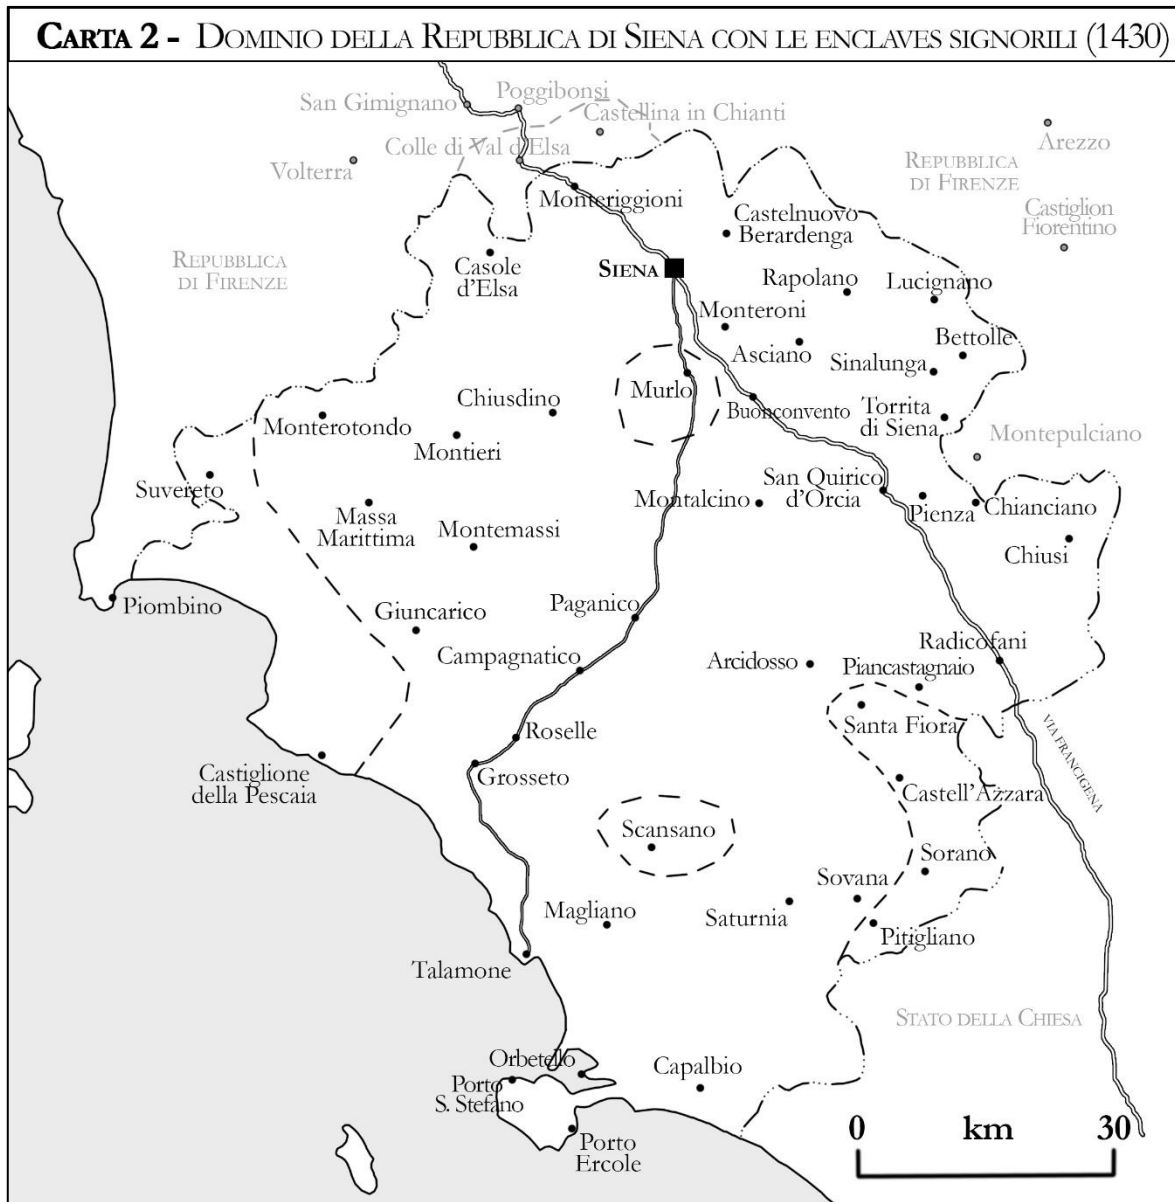 CARTA 2 - DOMINIO DELLA REPUBBLICA DI SIENA CON LE ENCLAVES SIGNORILI (1430)
San Gimignano
Poggibonsi
Castellina in Chianti
Colle di Val d'Elsa
Volterra
Arezzo
REPUBBLICA
DI FIRENZE
Castiglion
Fiorentino
Monteriggioni
Castelnuovo
Berardenga
REPUBBLICA
DI FIRENZE
Casole
d'Elsa
SIENA
Rapolano
Lucignano
Monteroni
Asciano
Bettolle
Sinalunga
Murlo
Chiusdino
Buonconvento
Torrita
di Siena
Monterotondo
Montieri
Montepulciano
Suvereto
San Quirico
d'Orcia
Montalcino
Pienza
Chianciano
Massa
Marittima
Montemassi
Chiusi
Piombino
Giuncarico
Paganico
Campagnatico
Arcidosso
Radicofani
Piancastagnaio
Santa Fiora
VIA FRANCIGENA
Roselle
Castiglione
della Pescaia
Grosseto
Castell'Azzara
Scansano
Sorano
Sovana
Magliano
Saturnia
Pitigliano
Talamone
STATO DELLA CHIESA
Orbetello
Porto
S. Stefano
Capalbio
Porto
Ercole
0 km 30